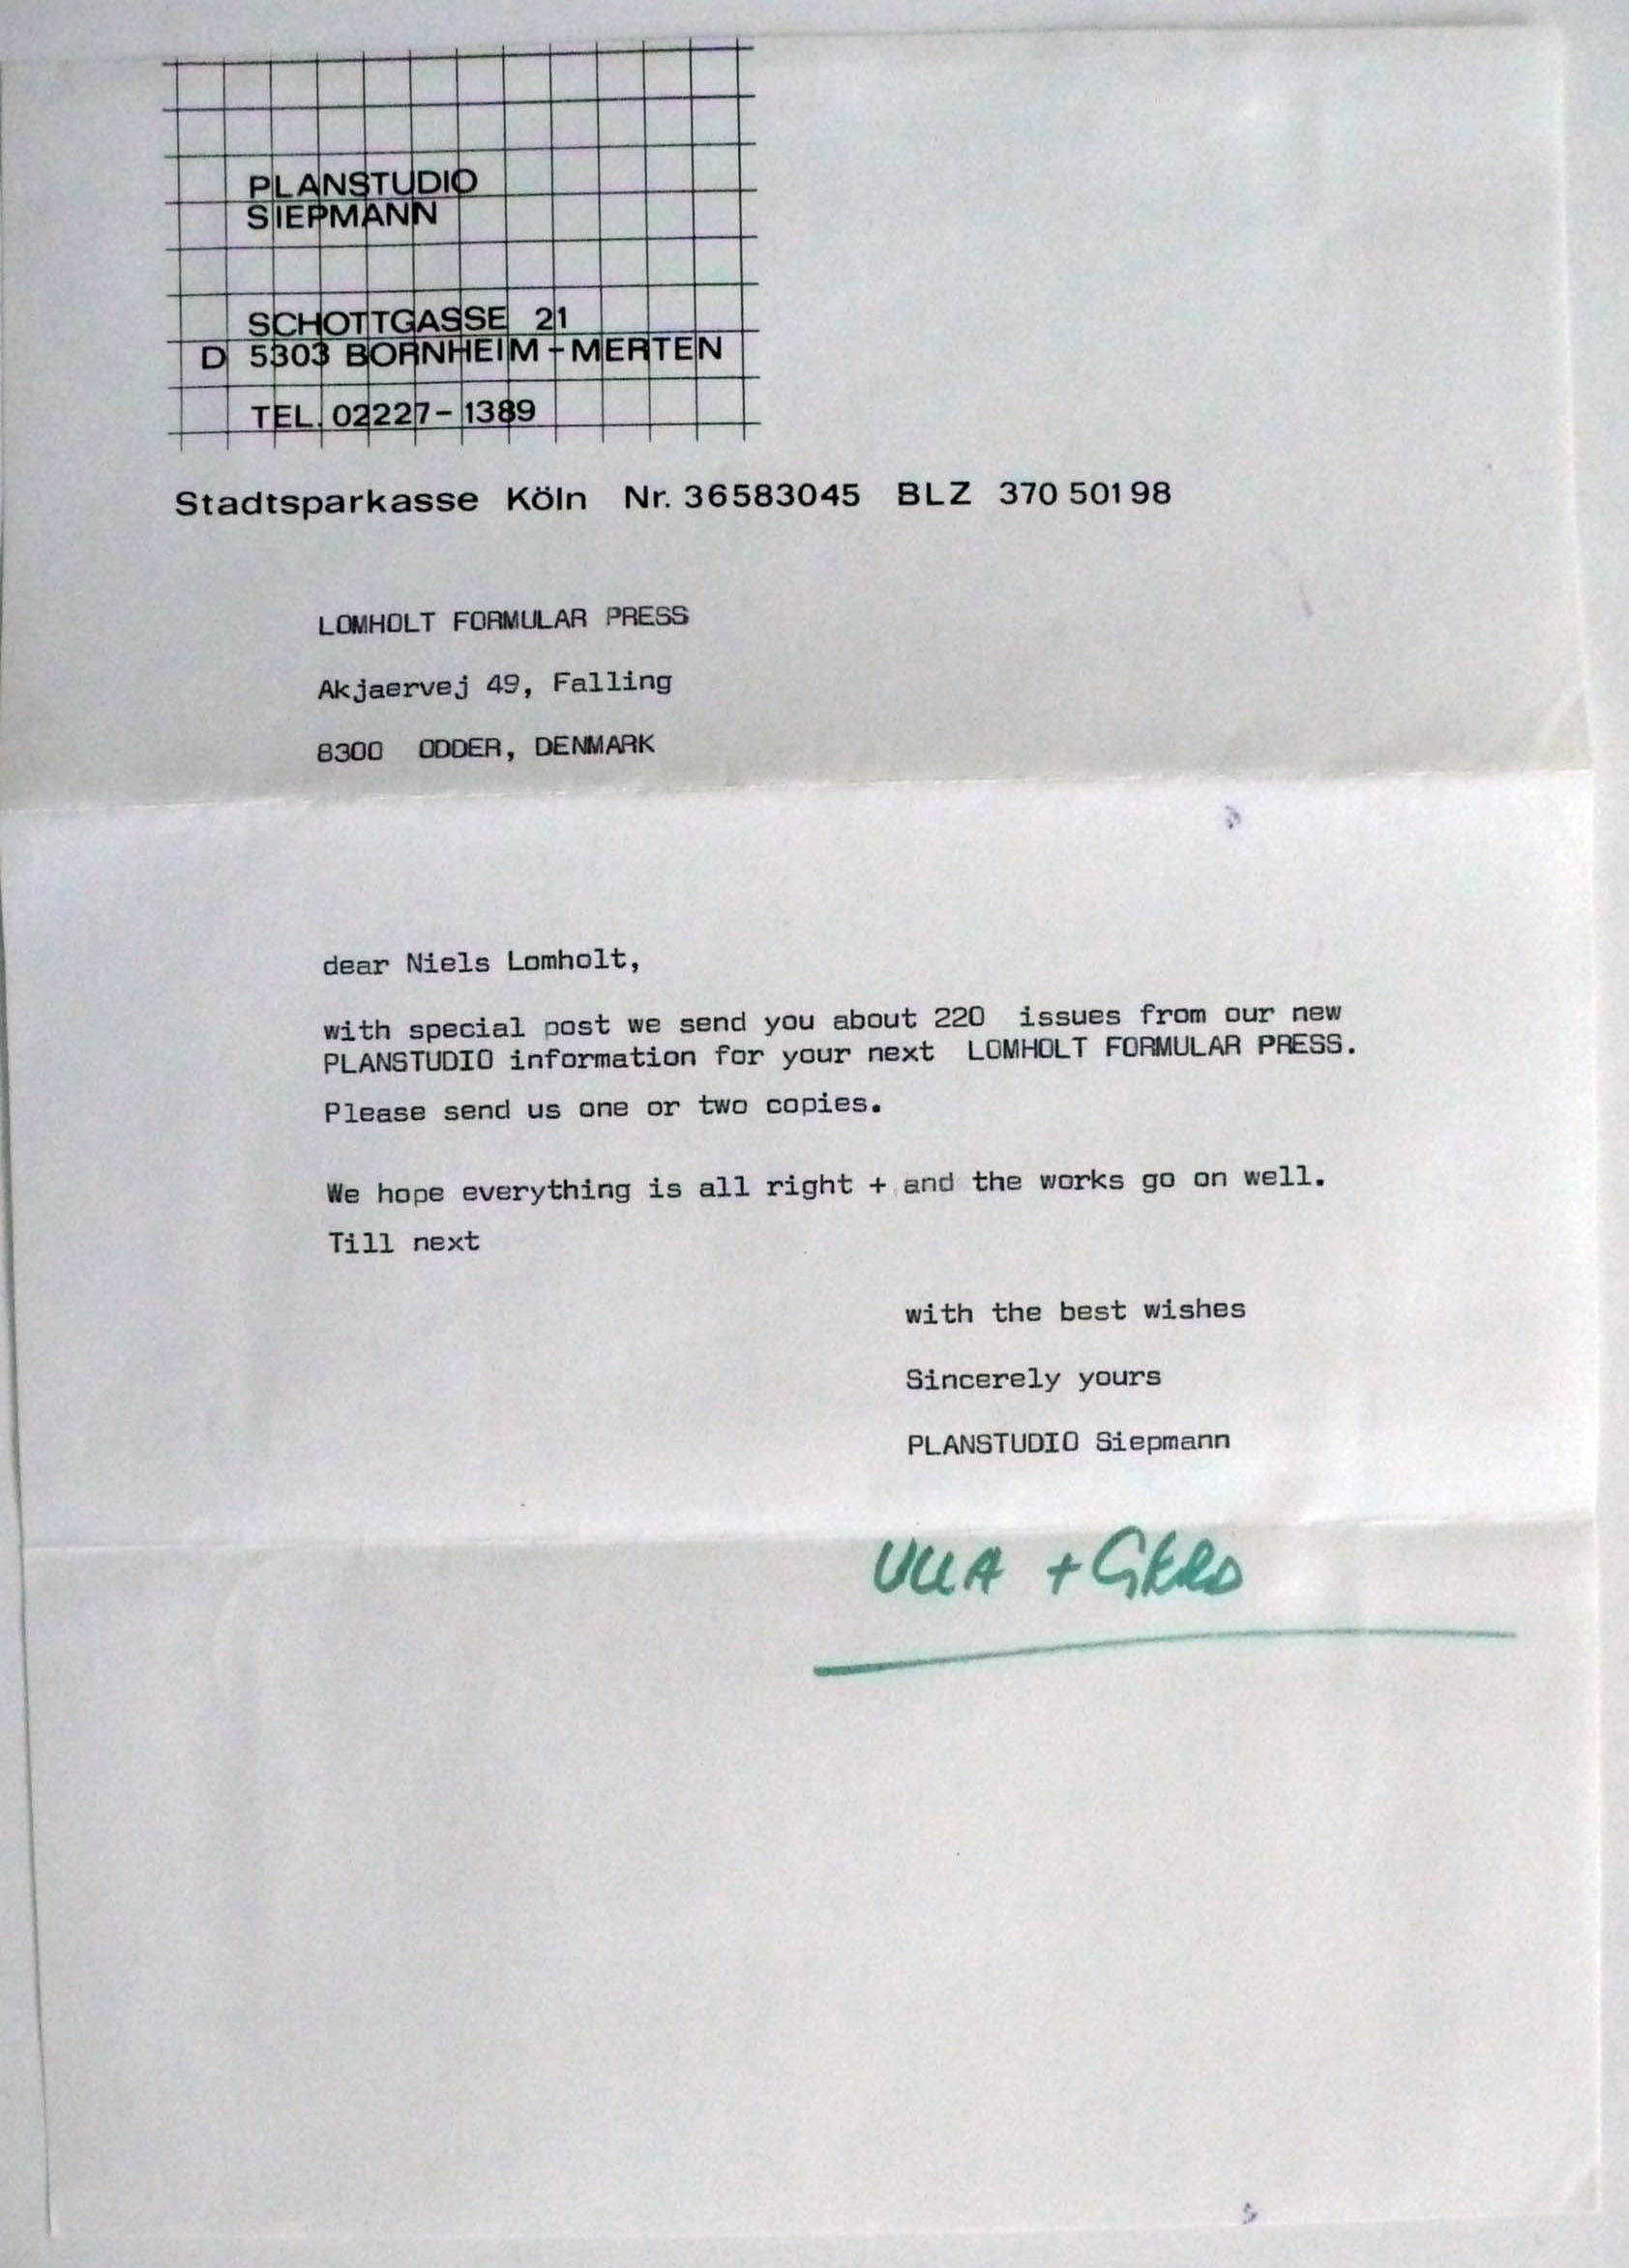 PLANSTUDIO
SIEPMANN
SCHOTTGASSE 21
D 5303 BORNHEIM-MERTEN
TEL. 02227-1389
Stadtsparkasse Köln Nr. 36583045 BLZ 370 501 98
LOMHOLT FORMULAR PRESS
Akjaervej 49, Falling
8300 ODDER, DENMARK
dear Niels Lomholt,
with special post we send you about 220 issues from our new
PLANSTUDIO information for your next LOMHOLT FORMULAR PRESS.
Please send us one or two copies.
We hope everything is all right + and the works go on well.
Till next
with the best wishes
Sincerely yours
PLANSTUDIO Siepmann
ULLA + GERD